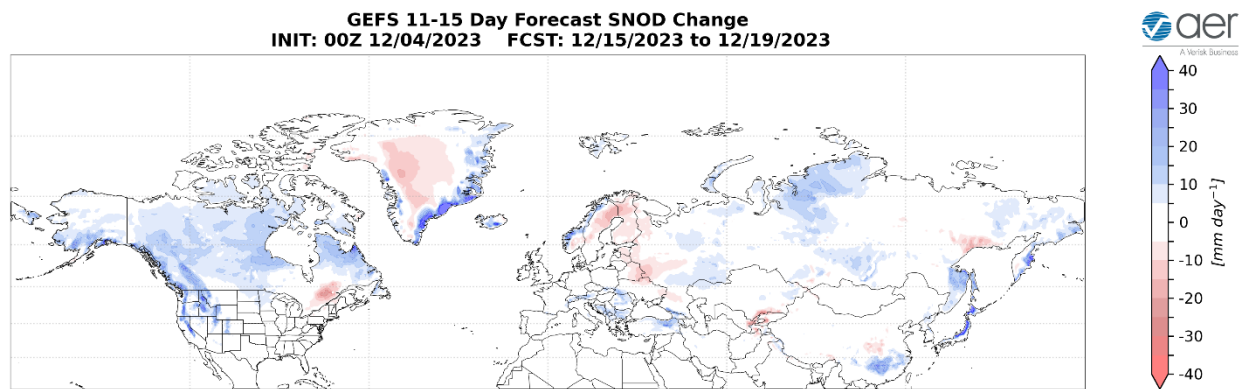 GEFS 11-15 Day Forecast SNOD Change
INIT: 00Z 12/04/2023    FCST: 12/15/2023 to 12/19/2023
aer
A Verisk Business
40
30
20
10
0
-10
-20
-30
-40
[mm day⁻¹]